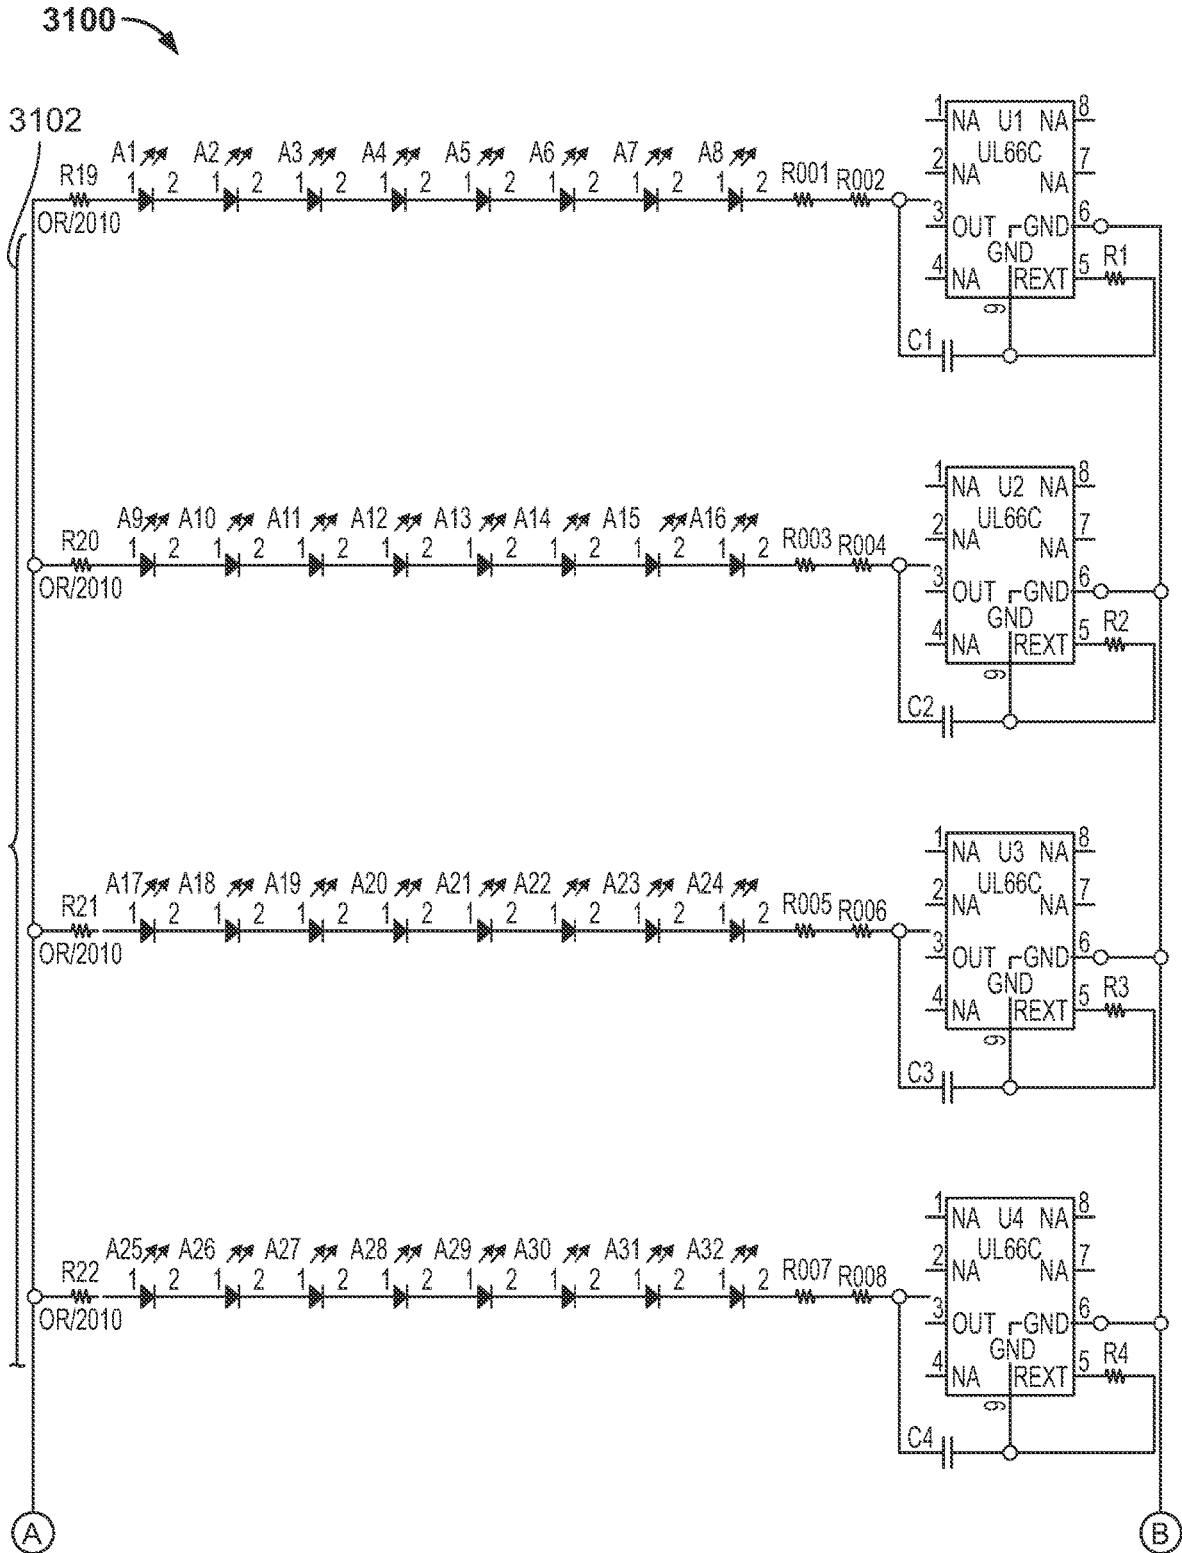 3100
3102
A1 A2 A3 A4 A5 A6 A7 A8
R19 1 2 1 2 1 2 1 2 1 2 1 2 1 2 1 2 R001 R002
OR/2010
1 NA U1 NA 8
UL66C
2 NA NA 7
3 OUT GND 6
GND
4 NA REXT 5 R1
9
C1
A9 A10 A11 A12 A13 A14 A15 A16
R20 1 2 1 2 1 2 1 2 1 2 1 2 1 2 1 2 R003 R004
OR/2010
1 NA U2 NA 8
UL66C
2 NA NA 7
3 OUT GND 6
GND
4 NA REXT 5 R2
9
C2
A17 A18 A19 A20 A21 A22 A23 A24
R21 1 2 1 2 1 2 1 2 1 2 1 2 1 2 1 2 R005 R006
OR/2010
1 NA U3 NA 8
UL66C
2 NA NA 7
3 OUT GND 6
GND
4 NA REXT 5 R3
9
C3
A25 A26 A27 A28 A29 A30 A31 A32
R22 1 2 1 2 1 2 1 2 1 2 1 2 1 2 1 2 R007 R008
OR/2010
1 NA U4 NA 8
UL66C
2 NA NA 7
3 OUT GND 6
GND
4 NA REXT 5 R4
9
C4
A B